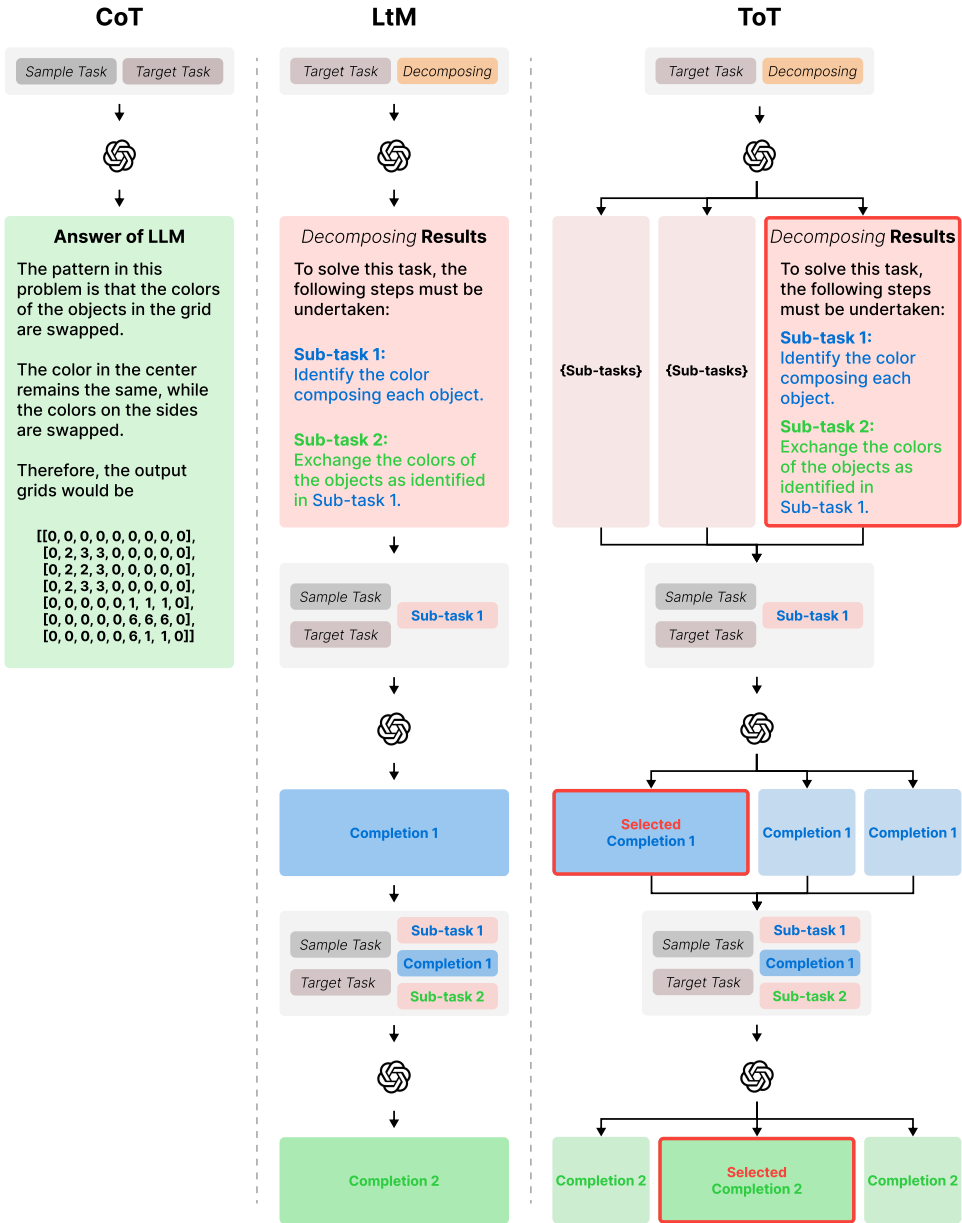 CoT
Sample Task
Target Task
Answer of LLM
The pattern in this
problem is that the colors
of the objects in the grid
are swapped.
The color in the center
remains the same, while
the colors on the sides
are swapped.
Therefore, the output
grids would be
[[0, 0, 0, 0, 0, 0, 0, 0, 0],
[0, 2, 3, 3, 0, 0, 0, 0, 0],
[0, 2, 2, 3, 0, 0, 0, 0, 0],
[0, 2, 3, 3, 0, 0, 0, 0, 0],
[0, 0, 0, 0, 0, 1, 1, 1, 0],
[0, 0, 0, 0, 0, 6, 6, 6, 0],
[0, 0, 0, 0, 0, 6, 1, 1, 0]]
LtM
Target Task
Decomposing
Decomposing Results
To solve this task, the
following steps must be
undertaken:
Sub-task 1:
Identify the color
composing each object.
Sub-task 2:
Exchange the colors of
the objects as identified
in Sub-task 1.
Sample Task
Target Task
Sub-task 1
Completion 1
Sample Task
Target Task
Sub-task 1
Completion 1
Sub-task 2
Completion 2
ToT
Target Task
Decomposing
{Sub-tasks}
{Sub-tasks}
Decomposing Results
To solve this task,
the following steps
must be undertaken:
Sub-task 1:
Identify the color
composing each
object.
Sub-task 2:
Exchange the colors
of the objects as
identified in
Sub-task 1.
Sample Task
Target Task
Sub-task 1
Selected
Completion 1
Completion 1
Completion 1
Sample Task
Target Task
Sub-task 1
Completion 1
Sub-task 2
Completion 2
Selected
Completion 2
Completion 2